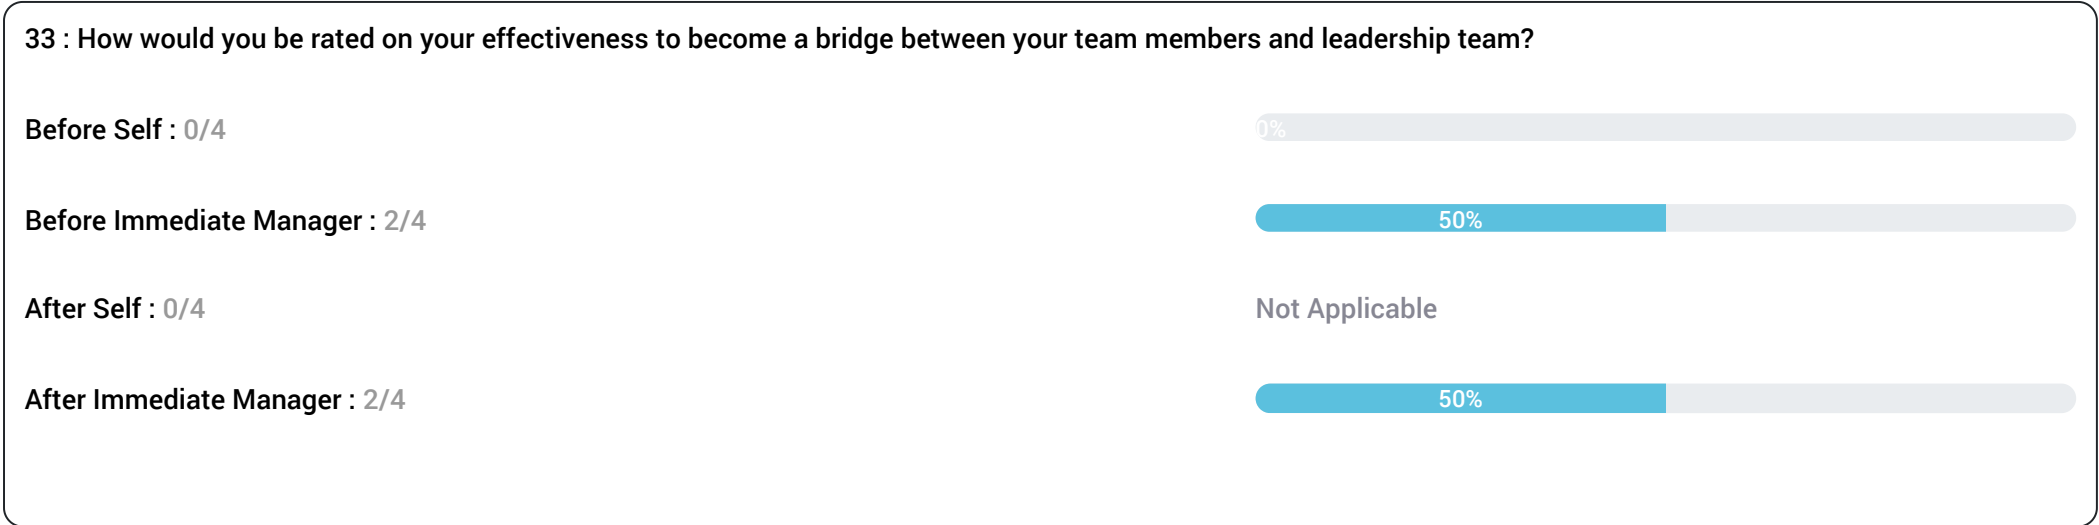 33 : How would you be rated on your effectiveness to become a bridge between your team members and leadership team?
Before Self : 0/4
0%
Before Immediate Manager : 2/4
50%
After Self : 0/4
Not Applicable
After Immediate Manager : 2/4
50%